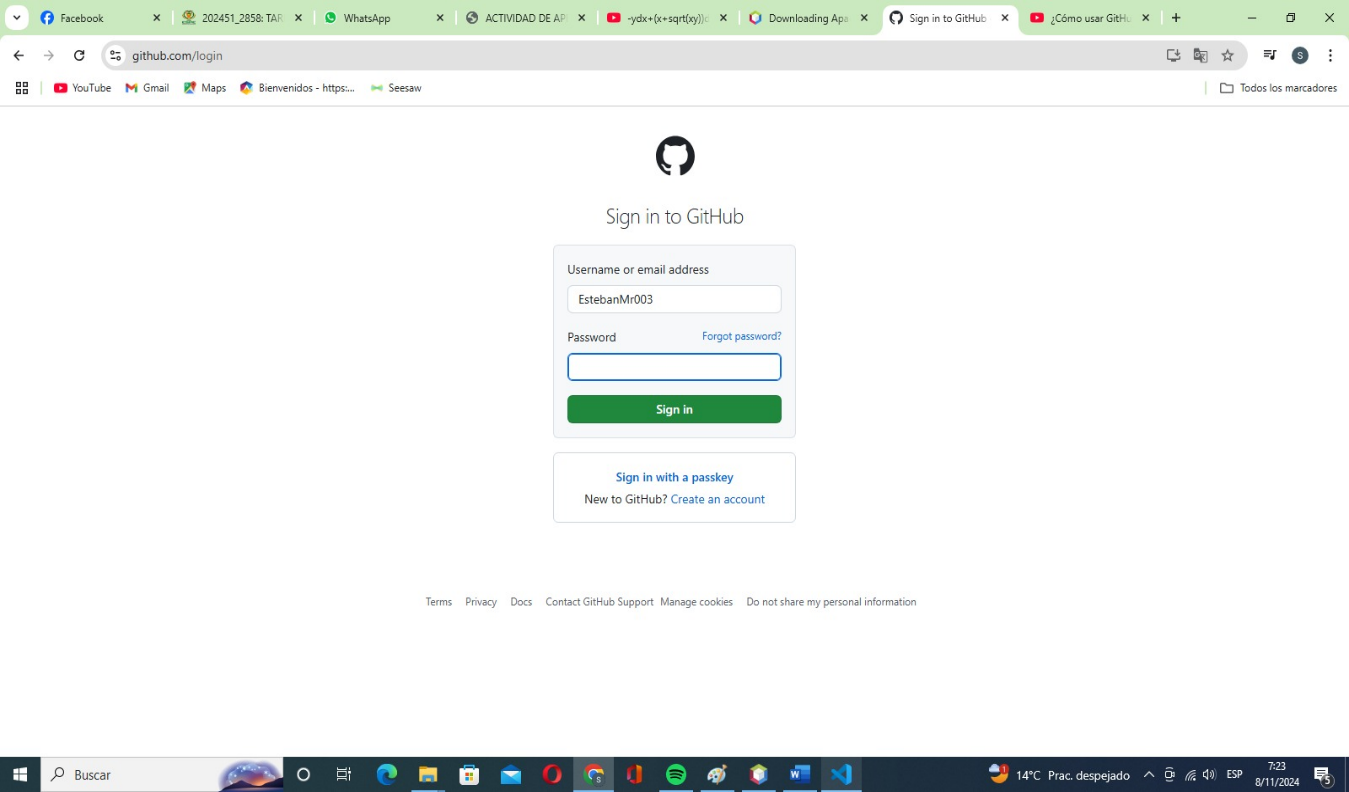 Facebook
202451_2858: TAR
WhatsApp
ACTIVIDAD DE AP
-ydx+(x+sqrt(xy))d
Downloading Apa
Sign in to GitHub
¿Cómo usar GitHu
github.com/login
S
YouTube
Gmail
Maps
Bienvenidos - https:...
Seesaw
Todos los marcadores
Sign in to GitHub
Username or email address
EstebanMr003
Password
Forgot password?
Sign in
Sign in with a passkey
New to GitHub? Create an account
Terms
Privacy
Docs
Contact GitHub Support
Manage cookies
Do not share my personal information
Buscar
1
14°C Prac. despejado
ESP
7:23
8/11/2024
5